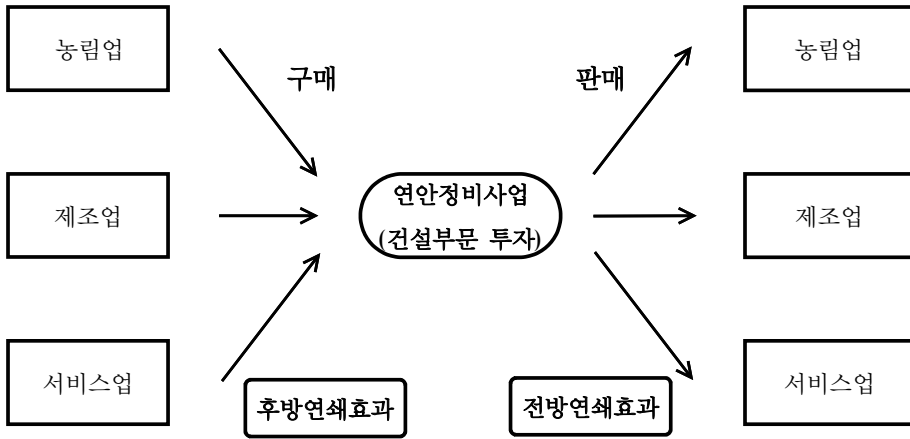 농림업
구매
판매
농림업
제조업
연안정비사업
(건설부문 투자)
제조업
서비스업
후방연쇄효과
전방연쇄효과
서비스업